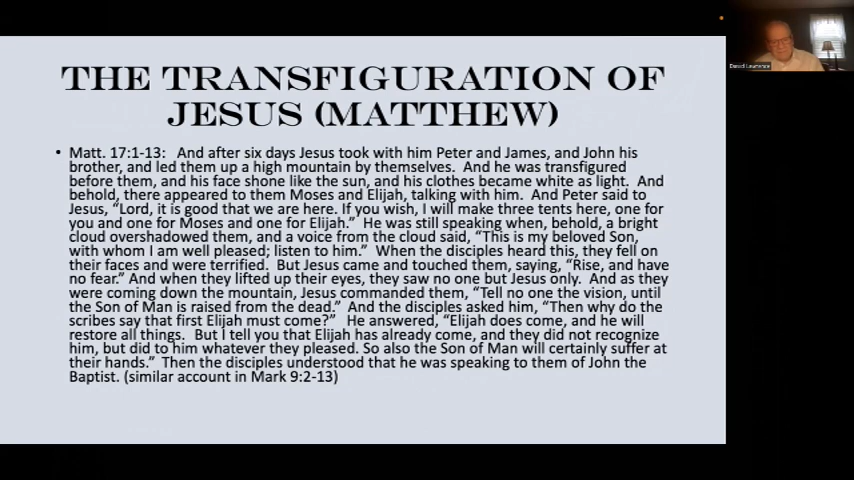 THE TRANSFIGURATION OF
JESUS (MATTHEW)
• Matt. 17:1-13: And after six days Jesus took with him Peter and James, and John his
brother, and led them up a high mountain by themselves. And he was transfigured
before them, and his face shone like the sun, and his clothes became white as light. And
behold, there appeared to them Moses and Elijah, talking with him. And Peter said to
Jesus, “Lord, it is good that we are here. If you wish, I will make three tents here, one for
you and one for Moses and one for Elijah.” He was still speaking when, behold, a bright
cloud overshadowed them, and a voice from the cloud said, “This is my beloved Son,
with whom I am well pleased; listen to him.” When the disciples heard this, they fell on
their faces and were terrified. But Jesus came and touched them, saying, “Rise, and have
no fear.” And when they lifted up their eyes, they saw no one but Jesus only. And as they
were coming down the mountain, Jesus commanded them, “Tell no one the vision, until
the Son of Man is raised from the dead.” And the disciples asked him, “Then why do the
scribes say that first Elijah must come?” He answered, “Elijah does come, and he will
restore all things. But I tell you that Elijah has already come, and they did not recognize
him, but did to him whatever they pleased. So also the Son of Man will certainly suffer at
their hands.” Then the disciples understood that he was speaking to them of John the
Baptist. (similar account in Mark 9:2-13)
Lawrence